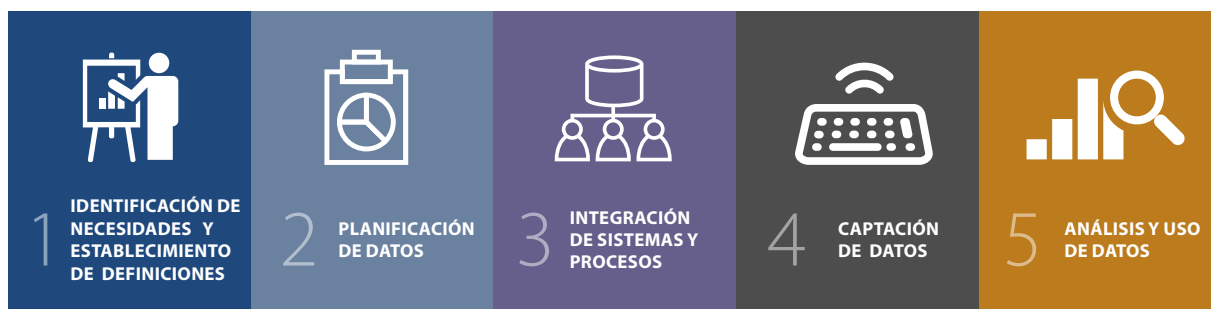 1
IDENTIFICACIÓN DE
NECESIDADES Y
ESTABLECIMIENTO
DE DEFINICIONES
2
PLANIFICACIÓN
DE DATOS
3
INTEGRACIÓN
DE SISTEMAS Y
PROCESOS
4
CAPTACIÓN
DE DATOS
5
ANÁLISIS Y USO
DE DATOS